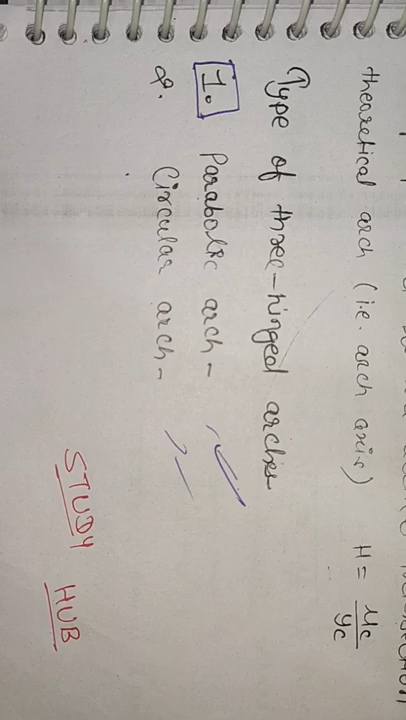 theoretical arch (i.e. arch axis) H = Mc/yc
Type of three-hinged arches
1. Parabolic arch -
2. Circular arch -
STUDY HUB